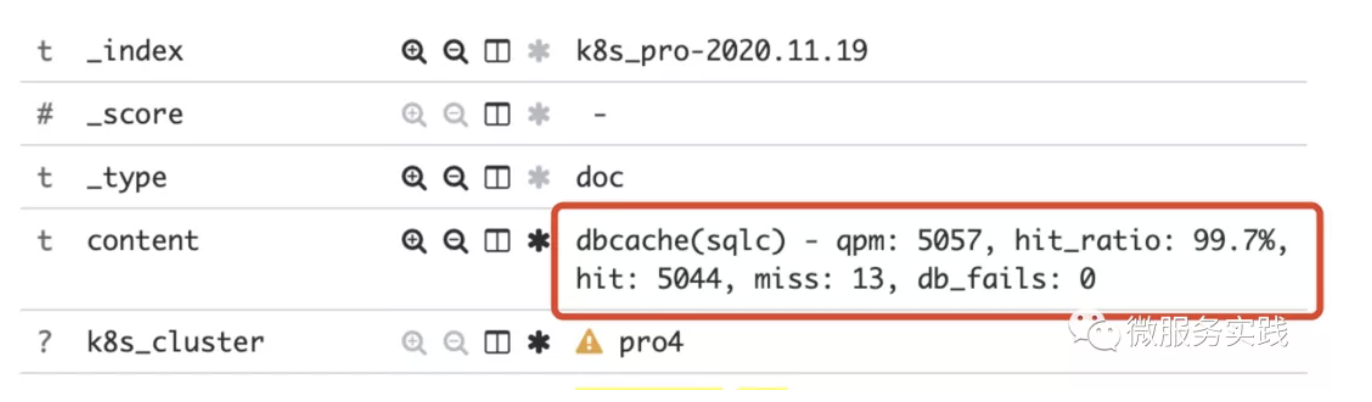 t _index k8s_pro-2020.11.19
# _score -
t _type doc
t content dbcache(sqlc) - qpm: 5057, hit_ratio: 99.7%,
hit: 5044, miss: 13, db_fails: 0
? k8s_cluster pro4
微服务实践